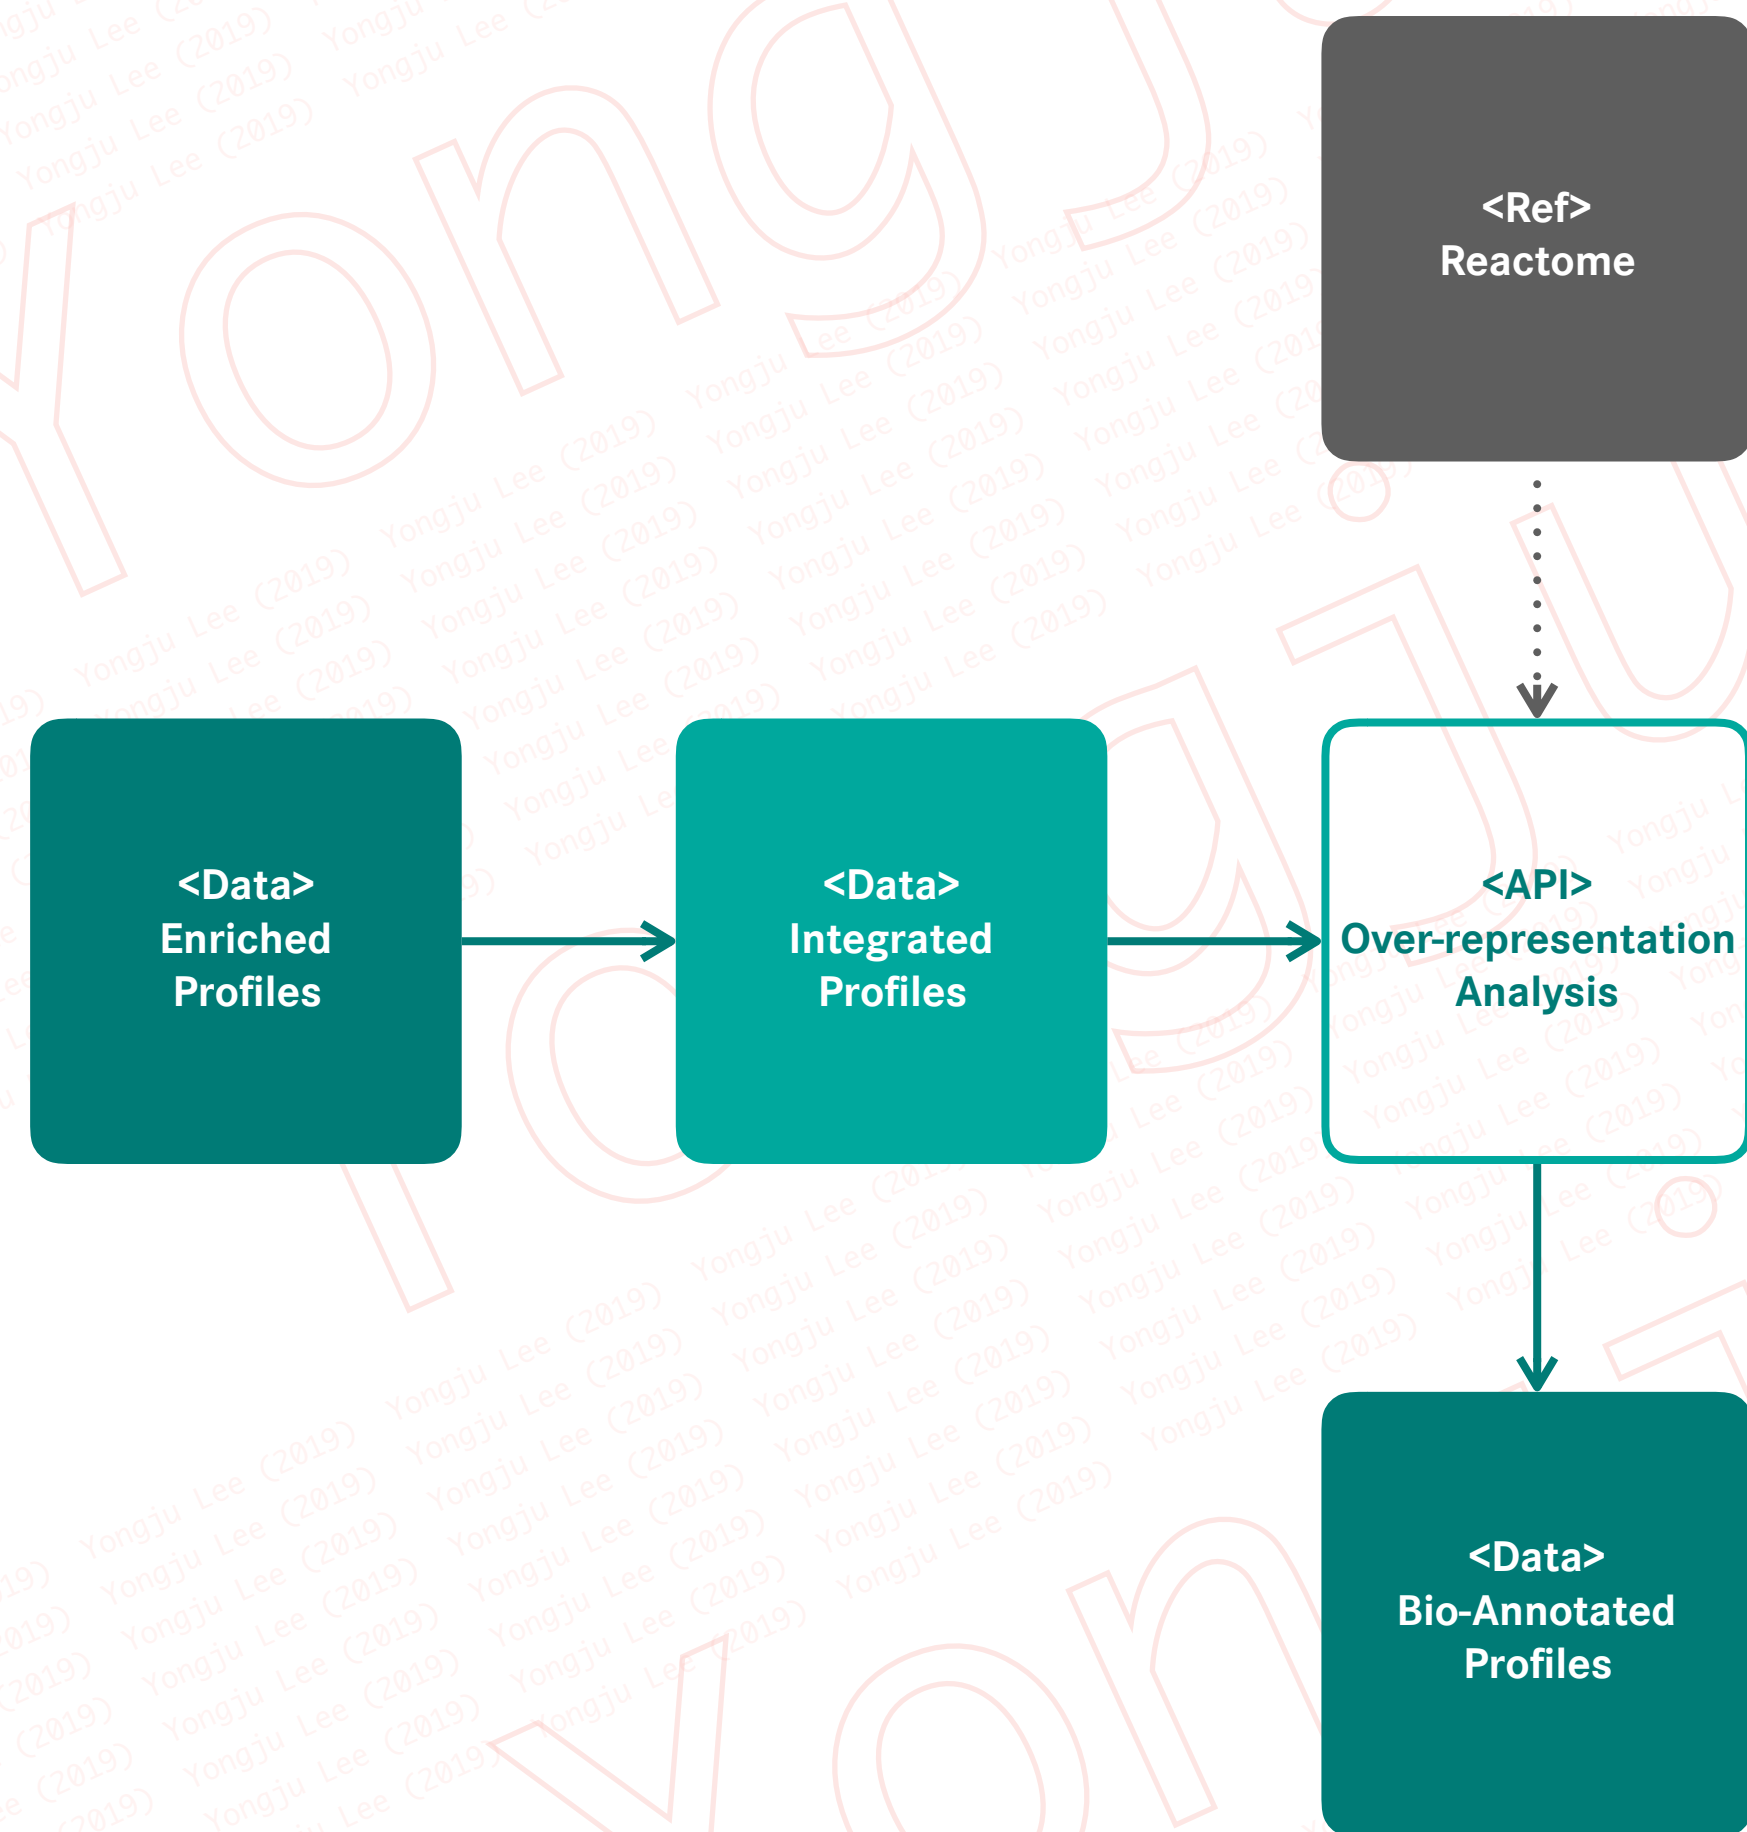 <Ref>
Reactome
<Data>
Enriched
Profiles
<Data>
Integrated
Profiles
<API>
Over-representation
Analysis
<Data>
Bio-Annotated
Profiles
Yongju Lee (2019)